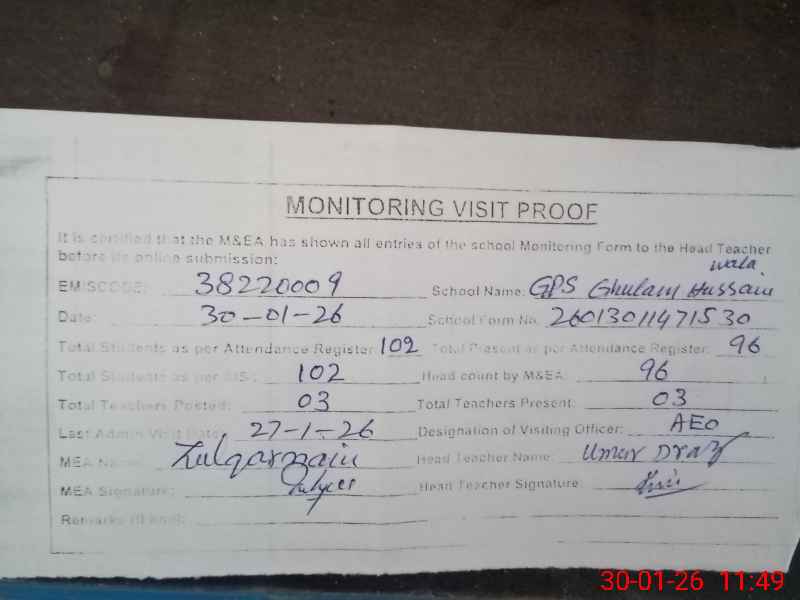 MONITORING VISIT PROOF
It is certified that the M&EA has shown all entries of the school Monitoring Form to the Head Teacher
before its online submission:
EMISCODE: 38220009 School Name: GPS Ghulam Hussain wala
Date: 30-01-26 School Form No. 26013011471530
Total Students as per Attendance Register: 102 Total Present as per Attendance Register: 96
Total Students as per SIS: 102 Head count by M&EA: 96
Total Teachers Posted: 03 Total Teachers Present: 03
Last Admin Visit Date: 27-1-26 Designation of Visiting Officer: AEO
MEA Name: Zulqarnain Head Teacher Name: Umar Draz
MEA Signature: Head Teacher Signature:
Remarks (If any):
30-01-26 11:49